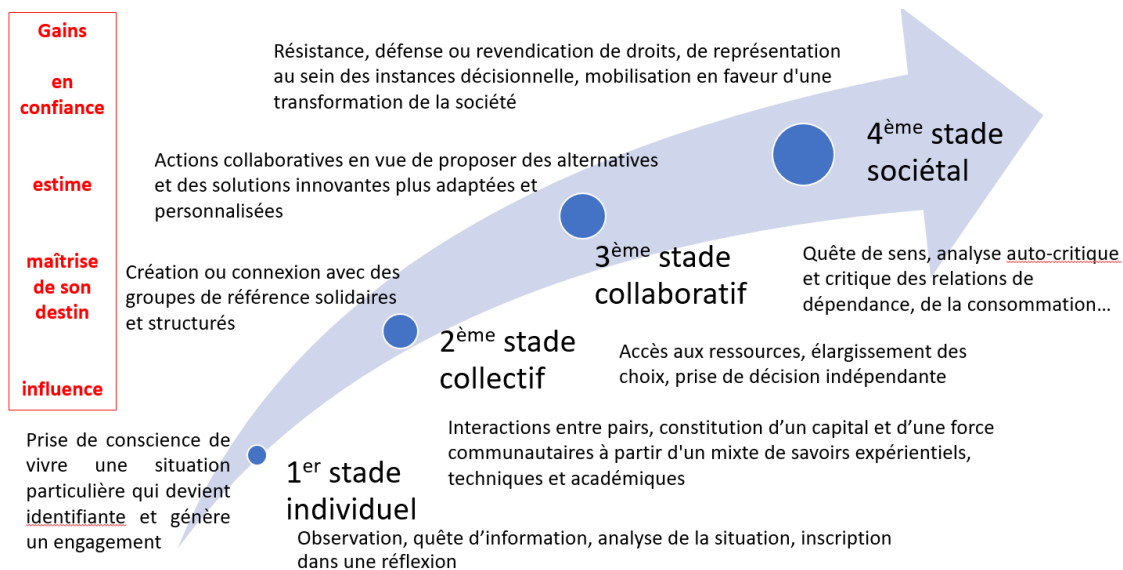 Gains
en
confiance
estime
maîtrise
de son
destin
influence
Résistance, défense ou revendication de droits, de représentation
au sein des instances décisionnelle, mobilisation en faveur d'une
transformation de la société
4ème stade
sociétal
Actions collaboratives en vue de proposer des alternatives
et des solutions innovantes plus adaptées et
personnalisées
3ème stade
collaboratif
Quête de sens, analyse auto-critique
et critique des relations de
dépendance, de la consommation…
Création ou connexion avec des
groupes de référence solidaires
et structurés
2ème stade
collectif
Accès aux ressources, élargissement des
choix, prise de décision indépendante
Prise de conscience de
vivre une situation
particulière qui devient
identifiante et génère
un engagement
1er stade
individuel
Interactions entre pairs, constitution d’un capital et d’une force
communautaires à partir d'un mixte de savoirs expérientiels,
techniques et académiques
Observation, quête d’information, analyse de la situation, inscription
dans une réflexion